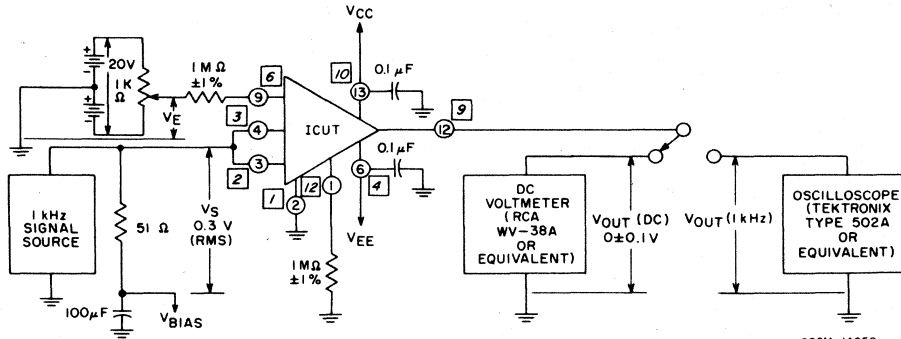 VCC
+
-
20V
1K
Ω
+
-
VE
1 MΩ
±1%
6
9
3
4
2
3
1
2
12
1
ICUT
10
13
0.1 μF
9
12
0.1 μF
6
4
VEE
1 MΩ
±1%
1 kHz
SIGNAL
SOURCE
51 Ω
VS
0.3 V
(RMS)
100μF
VBIAS
DC
VOLTMETER
(RCA
WV-38A
OR
EQUIVALENT)
VOUT (DC)
0±0.1V
VOUT (1 kHz)
OSCILLOSCOPE
(TEKTRONIX
TYPE 502A
OR
EQUIVALENT)